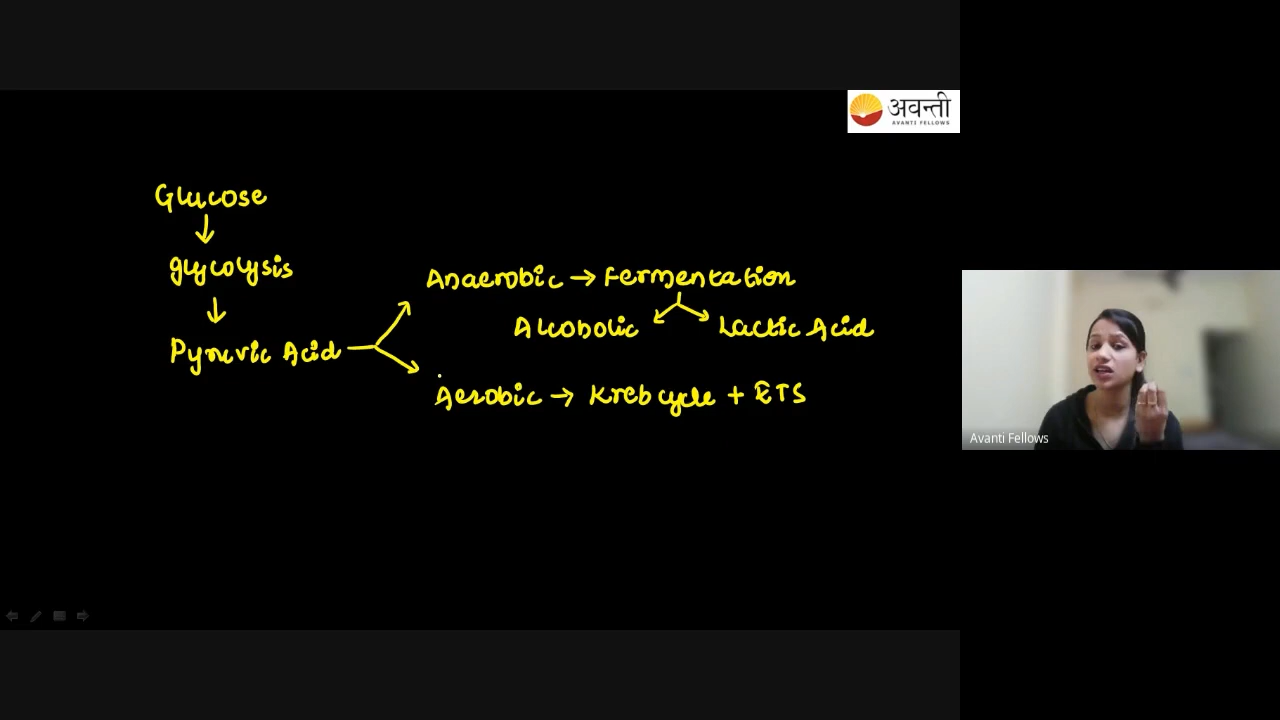 अवन्ती
AVANTI FELLOWS
Glucose
glycolysis
Pyruvic Acid
Anaerobic → Fermentation
Alcoholic Lactic Acid
Aerobic → Kreb cycle + ETS
Avanti Fellows